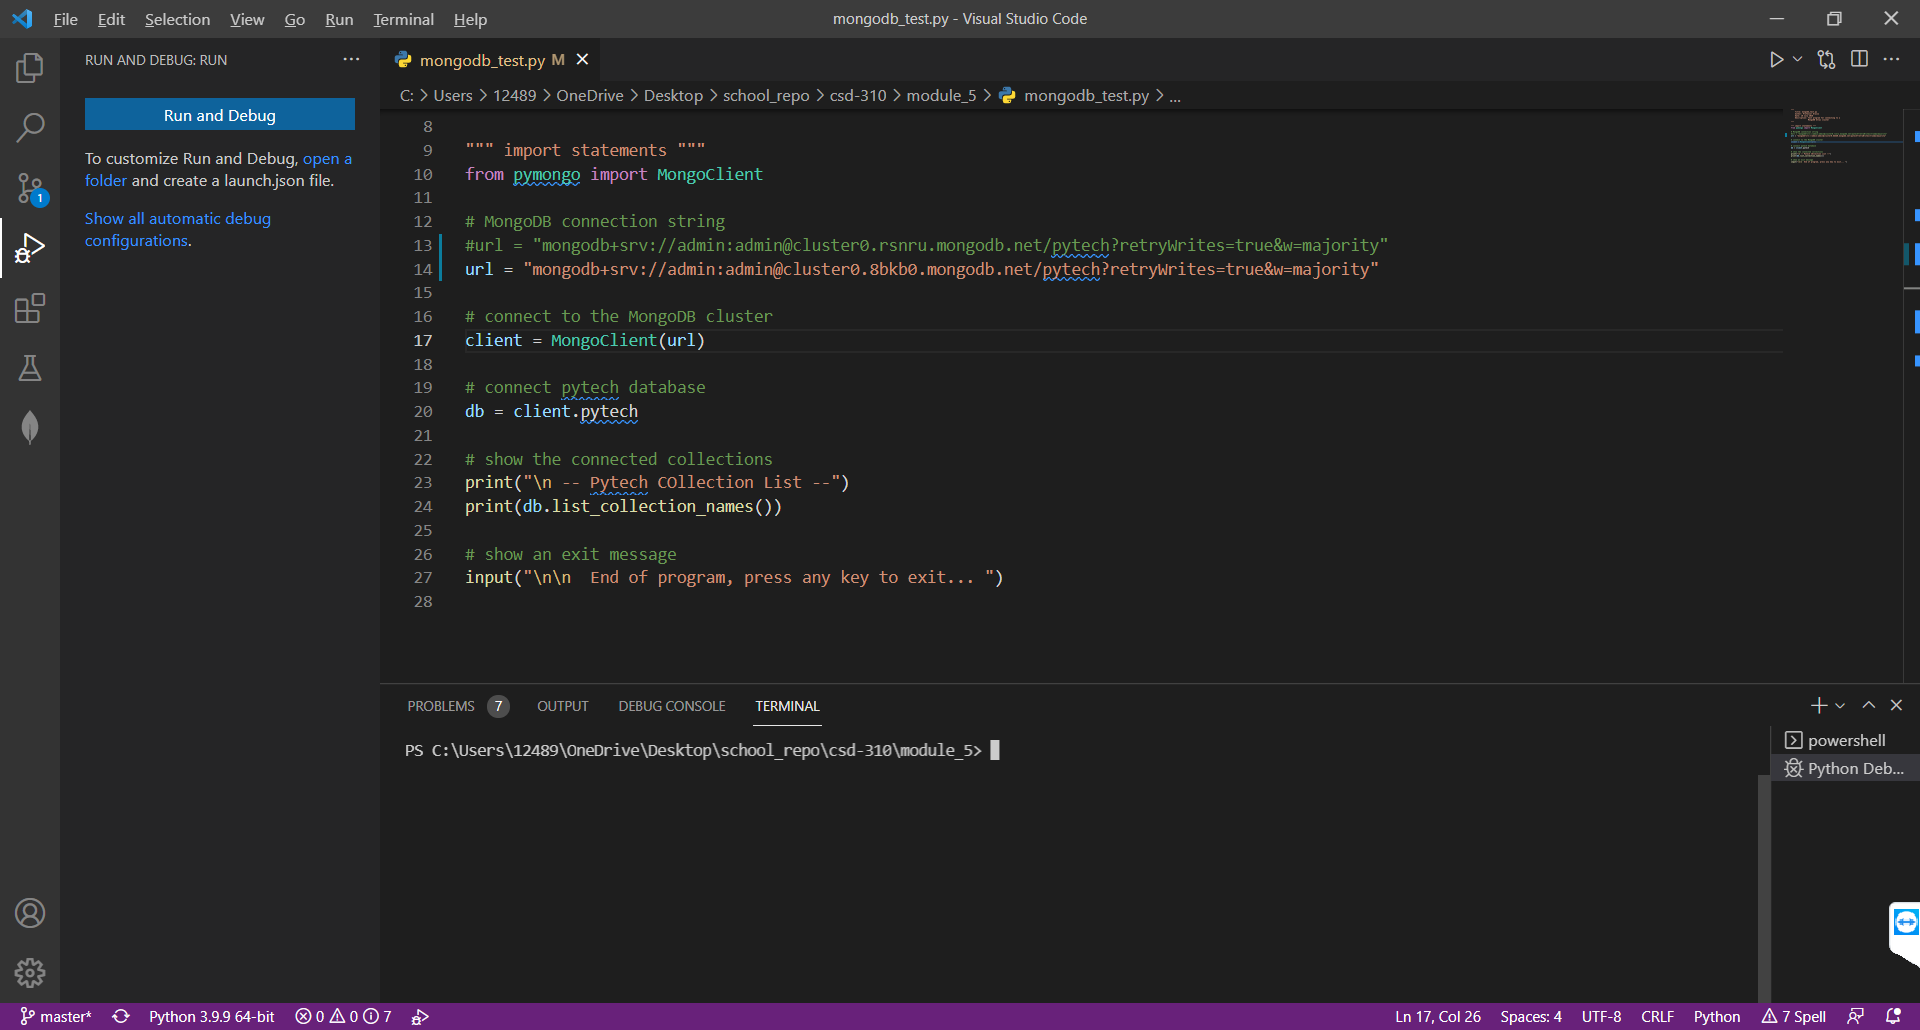 File Edit Selection View Go Run Terminal Help
mongodb_test.py - Visual Studio Code
RUN AND DEBUG: RUN
Run and Debug
To customize Run and Debug, open a
folder and create a launch.json file.
Show all automatic debug
configurations.
1
mongodb_test.py M
C: > Users > 12489 > OneDrive > Desktop > school_repo > csd-310 > module_5 > mongodb_test.py > ...
8
9 """ import statements """
10 from pymongo import MongoClient
11
12 # MongoDB connection string
13 #url = "mongodb+srv://admin:admin@cluster0.rsnru.mongodb.net/pytech?retryWrites=true&w=majority"
14 url = "mongodb+srv://admin:admin@cluster0.8bkb0.mongodb.net/pytech?retryWrites=true&w=majority"
15
16 # connect to the MongoDB cluster
17 client = MongoClient(url)
18
19 # connect pytech database
20 db = client.pytech
21
22 # show the connected collections
23 print("\n -- Pytech COllection List --")
24 print(db.list_collection_names())
25
26 # show an exit message
27 input("\n\n  End of program, press any key to exit... ")
28
PROBLEMS 7 OUTPUT DEBUG CONSOLE TERMINAL
PS C:\Users\12489\OneDrive\Desktop\school_repo\csd-310\module_5>
powershell
Python Deb...
master* Python 3.9.9 64-bit 0 0 7
Ln 17, Col 26 Spaces: 4 UTF-8 CRLF Python 7 Spell